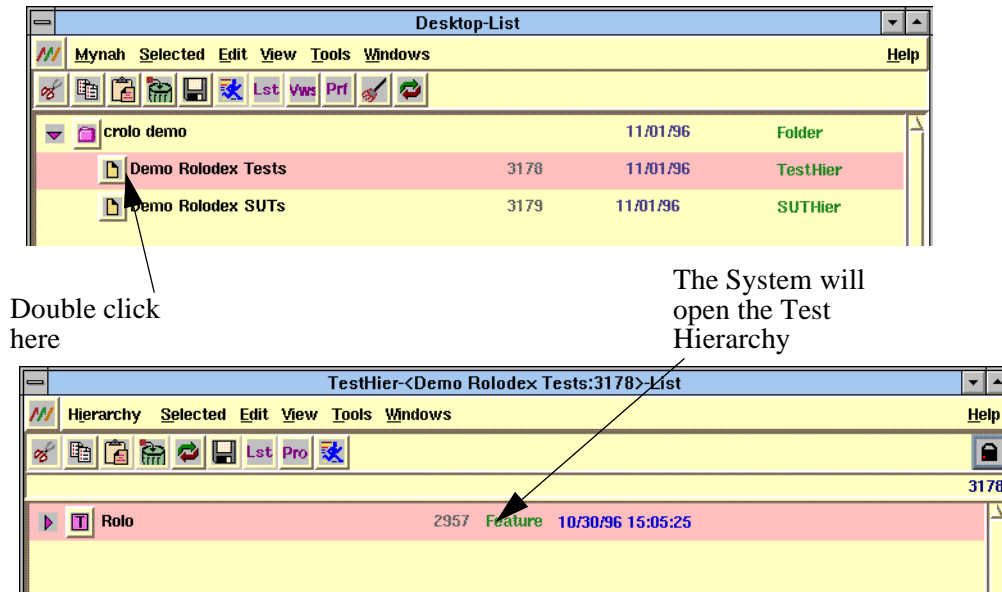 Desktop-List
Mynah Selected Edit View Tools Windows Help
Lst Vws Prf
crolo demo 11/01/96 Folder
Demo Rolodex Tests 3178 11/01/96 TestHier
Demo Rolodex SUTs 3179 11/01/96 SUTHier
Double click
here
The System will
open the Test
Hierarchy
TestHier-<Demo Rolodex Tests:3178>-List
Hierarchy Selected Edit View Tools Windows Help
Lst Pro
3178
T Rolo 2957 Feature 10/30/96 15:05:25